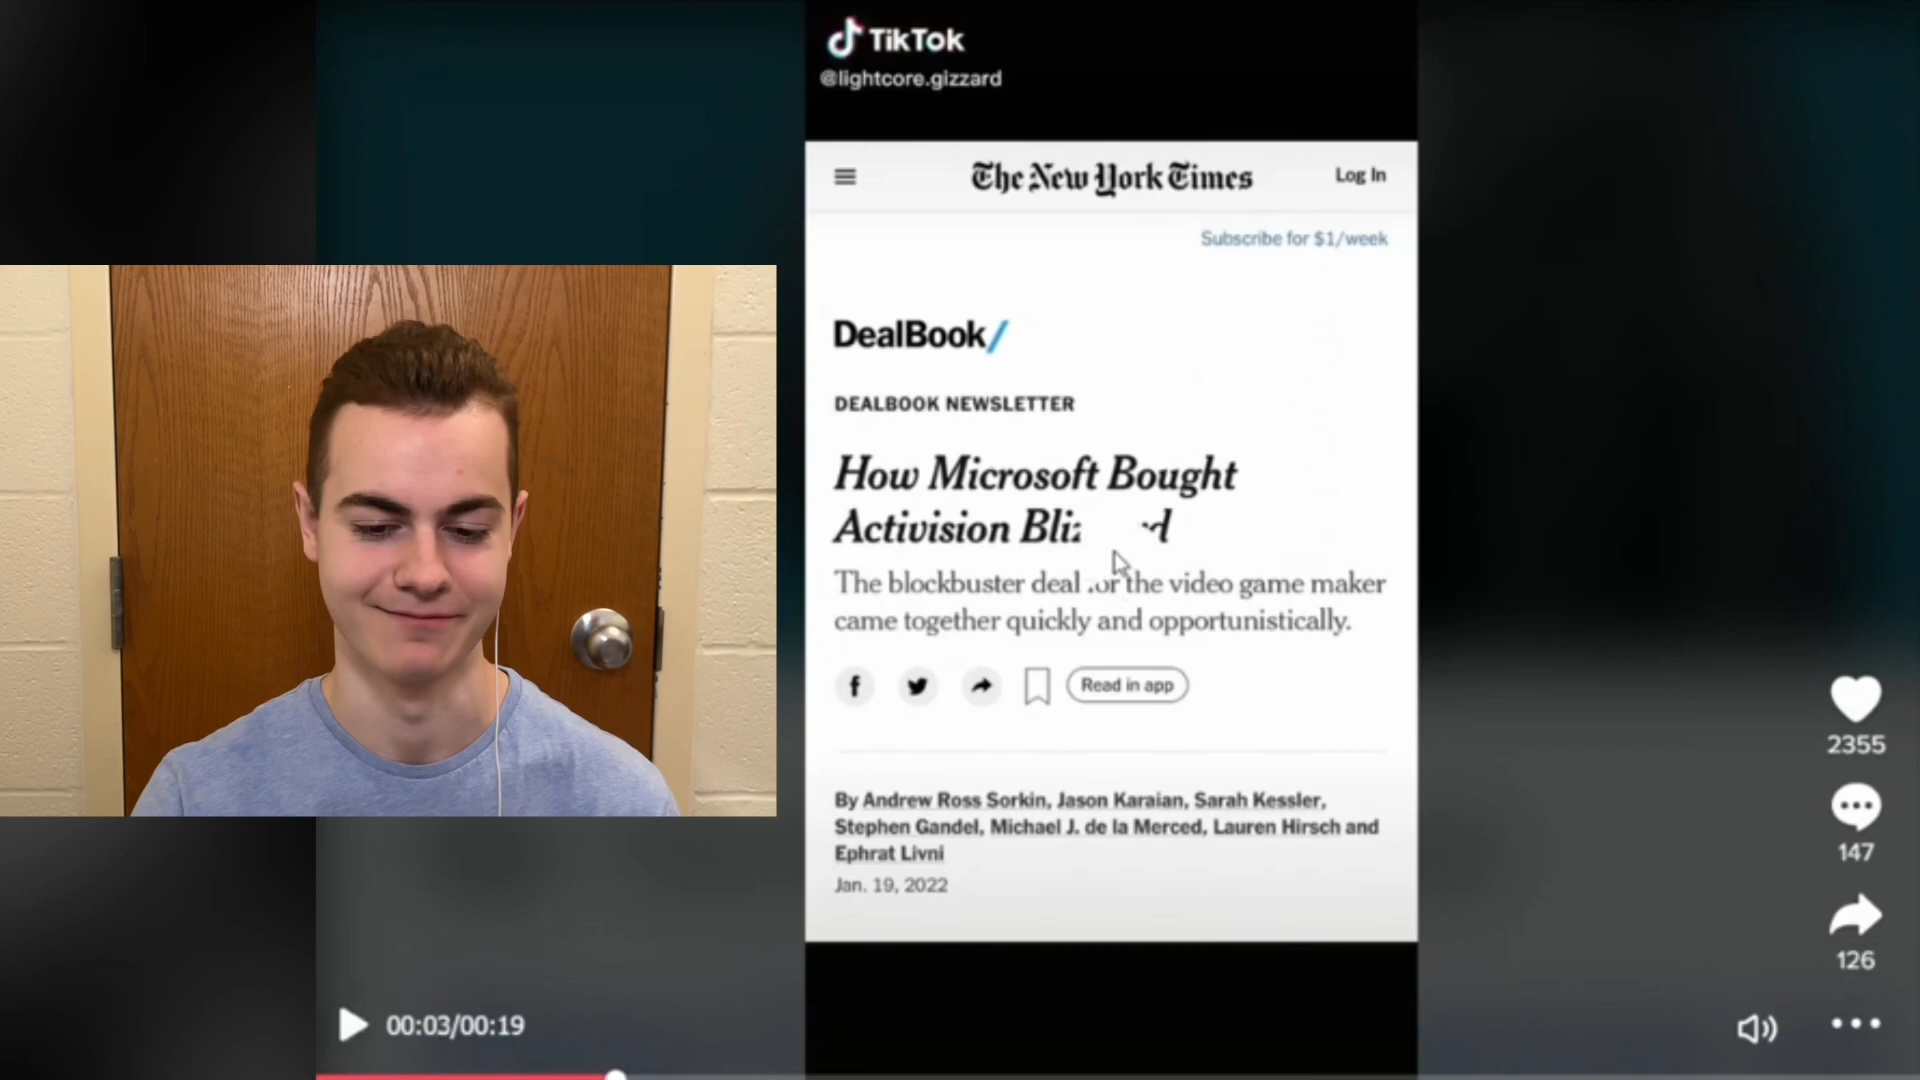 TikTok
@lightcore.gizzard
The New York Times
Log In
Subscribe for $1/week
DealBook/
DEALBOOK NEWSLETTER
How Microsoft Bought
Activision
The blockbuster deal the video game maker
came together quickly and opportunistically.
Read in app
By Andrew Ross Sorkin, Jason Karaian, Sarah Kessler,
Stephen Gandel, Michael J. de la Merced, Lauren Hirsch and
Ephrat Livni
Jan. 19, 2022
2355
147
126
00:03/00:19